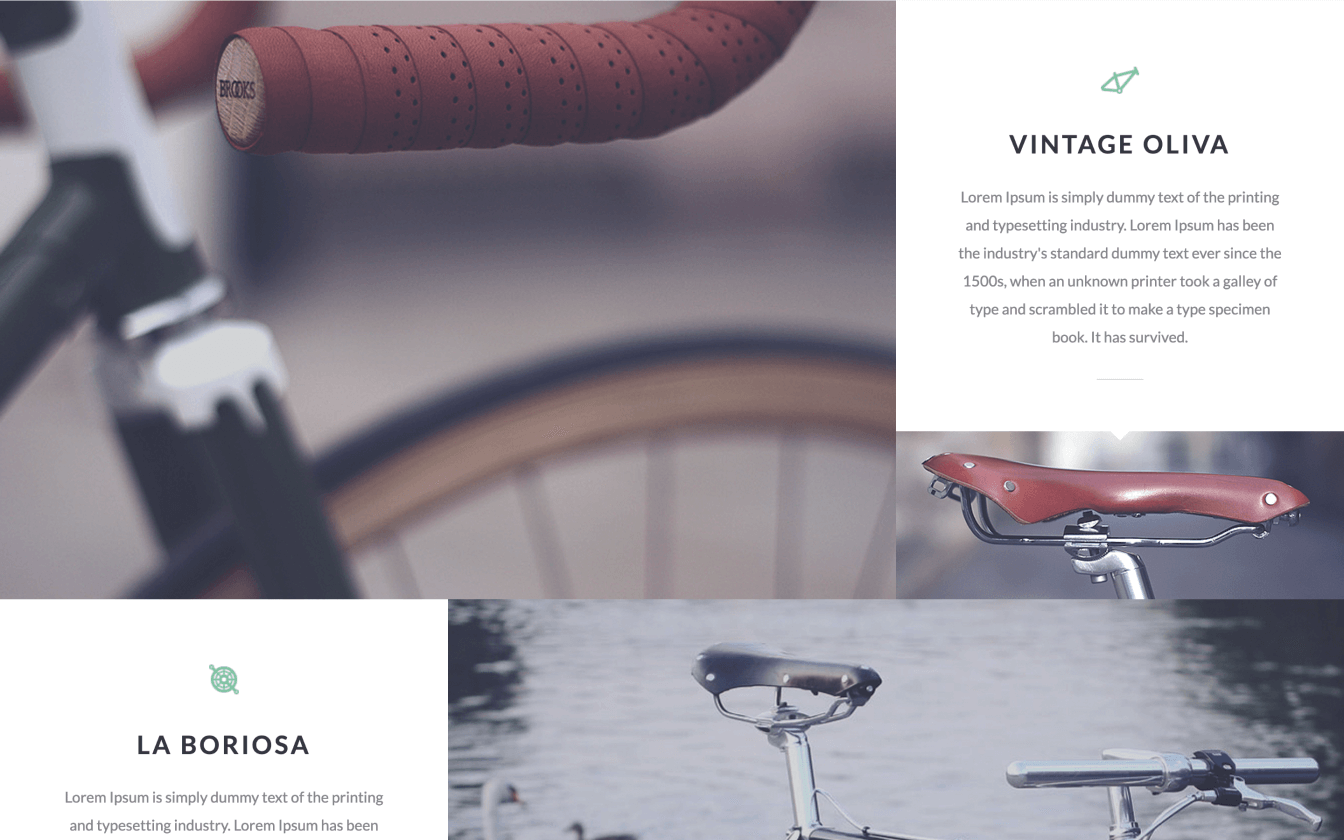 BROOKS
VINTAGE OLIVA
Lorem Ipsum is simply dummy text of the printing
and typesetting industry. Lorem Ipsum has been
the industry's standard dummy text ever since the
1500s, when an unknown printer took a galley of
type and scrambled it to make a type specimen
book. It has survived.
LA BORIOSA
Lorem Ipsum is simply dummy text of the printing
and typesetting industry. Lorem Ipsum has been